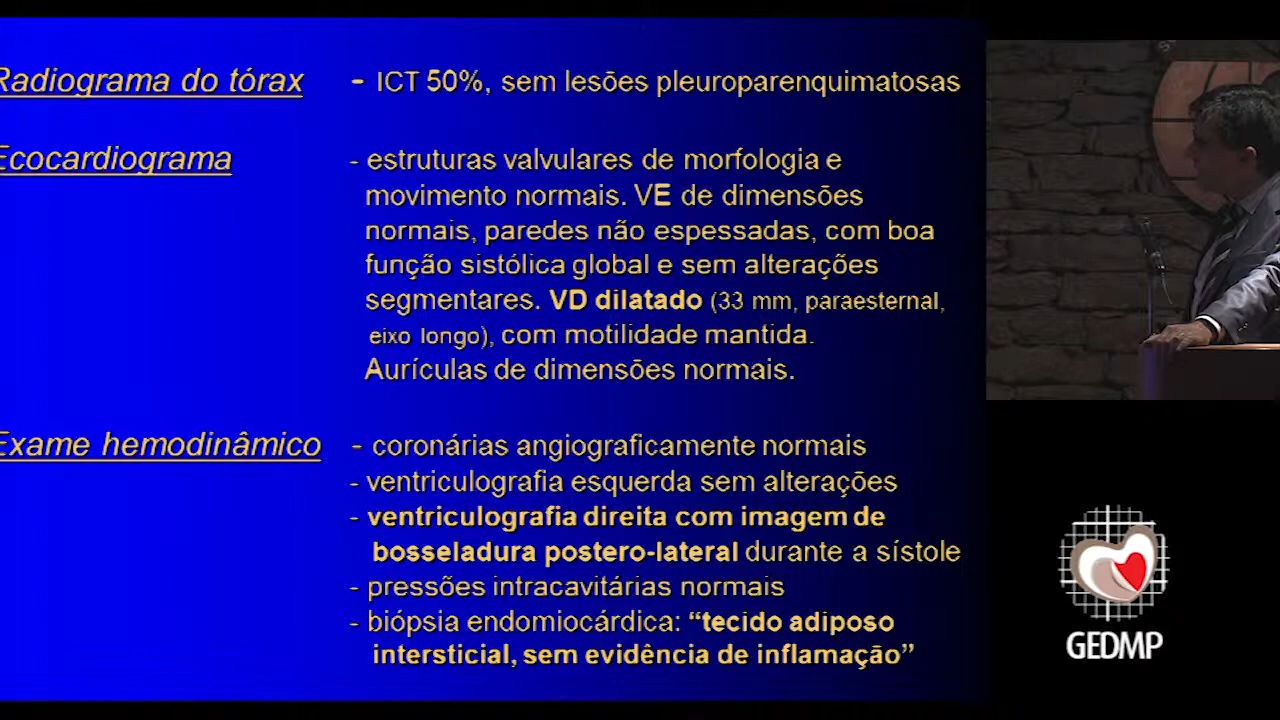 Radiograma do tórax - ICT 50%, sem lesões pleuroparenquimatosas
Ecocardiograma - estruturas valvulares de morfologia e
movimento normais. VE de dimensões
normais, paredes não espessadas, com boa
função sistólica global e sem alterações
segmentares. VD dilatado (33 mm, paraesternal,
eixo longo), com motilidade mantida.
Aurículas de dimensões normais.
Exame hemodinâmico - coronárias angiograficamente normais
- ventriculografia esquerda sem alterações
- ventriculografia direita com imagem de
bosseladura postero-lateral durante a sístole
- pressões intracavitárias normais
- biópsia endomiocárdica: “tecido adiposo
intersticial, sem evidência de inflamação”
GEDMP